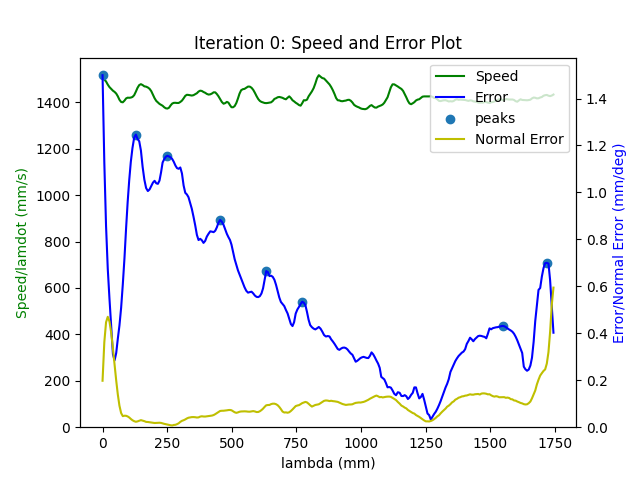 Iteration 0: Speed and Error Plot
Speed
Error
peaks
Normal Error
Speed/lamdot (mm/s)
1400
1200
1000
800
600
400
200
0
1.4
1.2
1.0
0.8
0.6
0.4
0.2
0.0
Error/Normal Error (mm/deg)
0 250 500 750 1000 1250 1500 1750
lambda (mm)